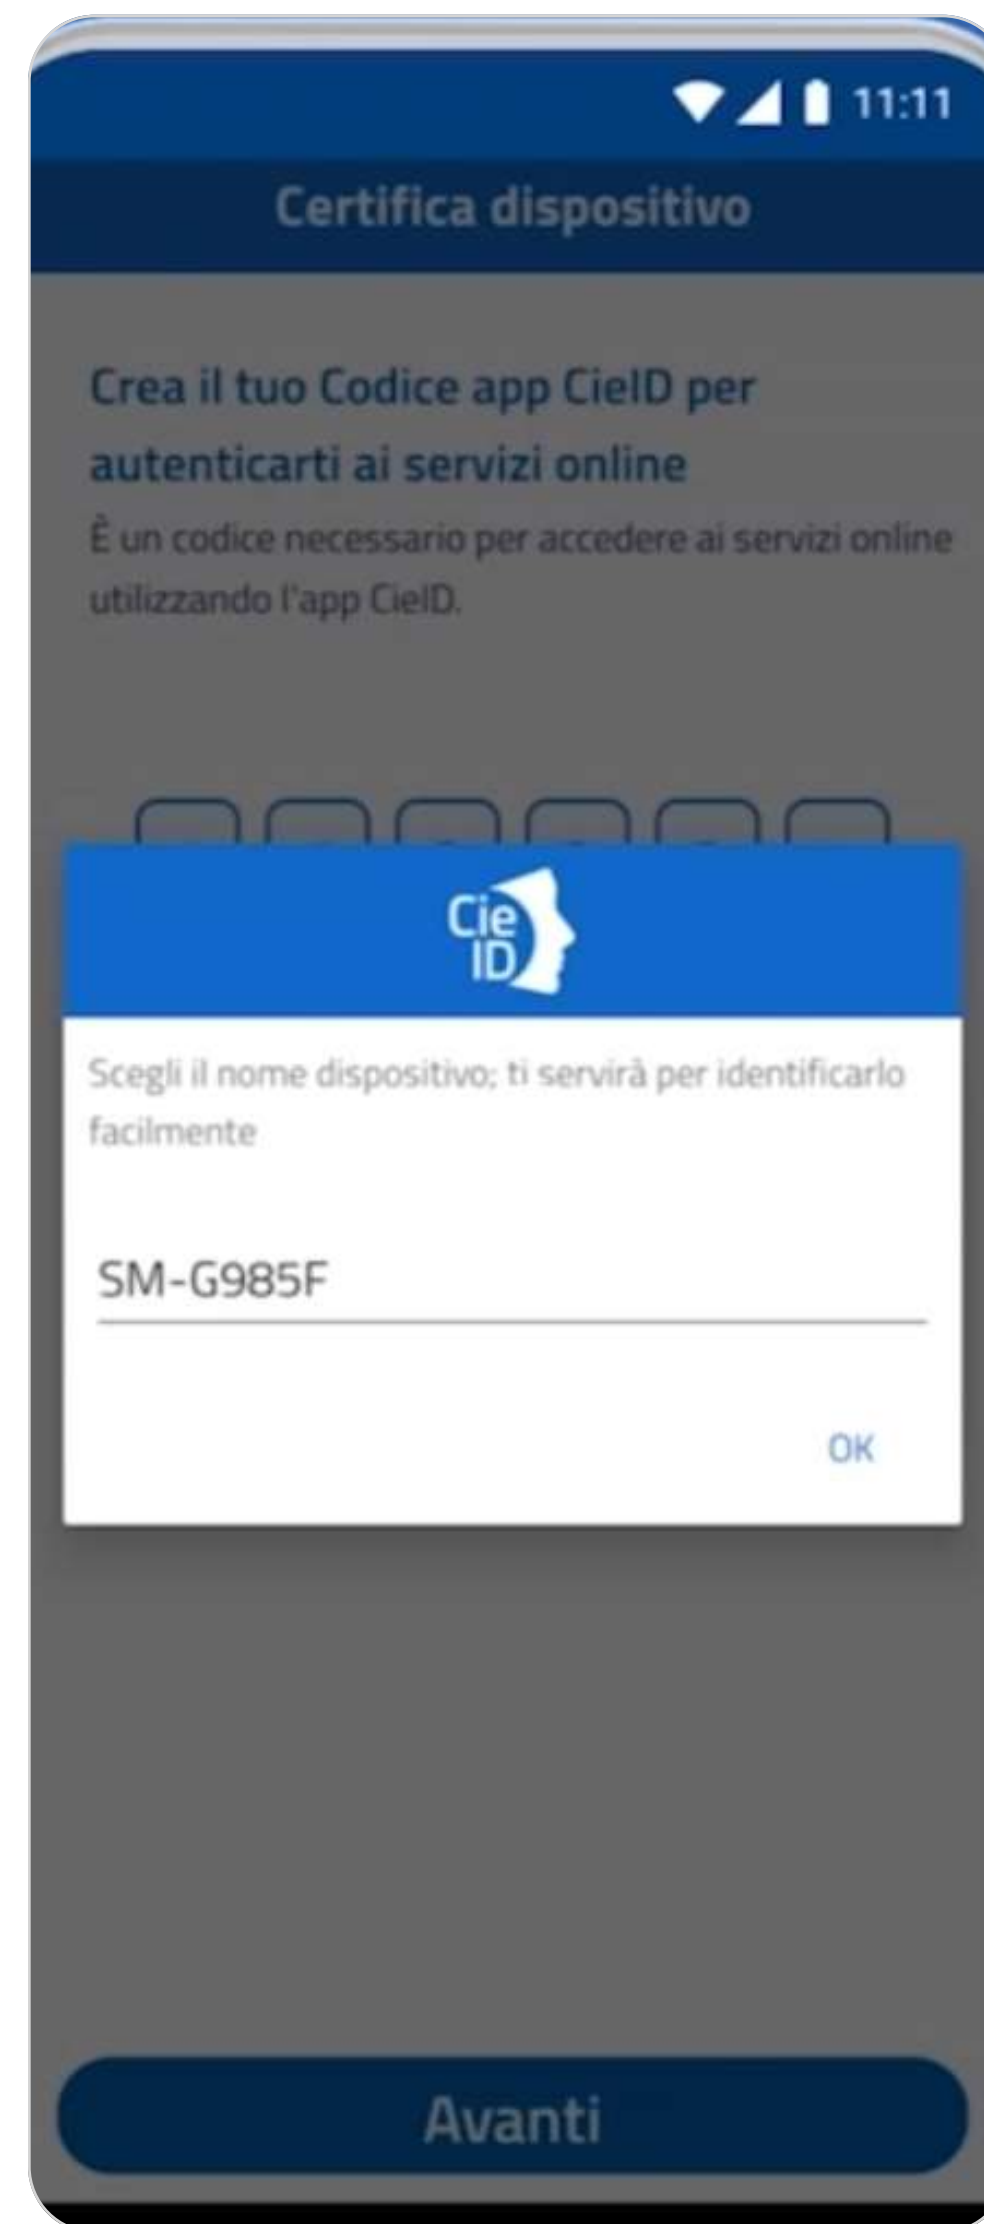 11:11
Certifica dispositivo
Crea il tuo Codice app CieID per
autenticarti ai servizi online
È un codice necessario per accedere ai servizi online
utilizzando l'app CieID.
Cie
ID
Scegli il nome dispositivo; ti servirà per identificarlo
facilmente
SM-G985F
OK
Avanti